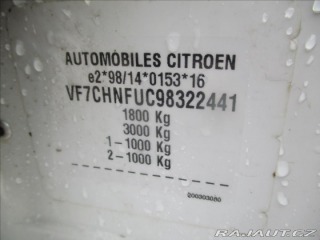 AUTOMOBILES CITROEN
e2*98/14*0153*16
VF7CHNFUC98322441
1800 Kg
3000 Kg
1-1000 Kg
2-1000 Kg
200303080
RAJAUT.CZ